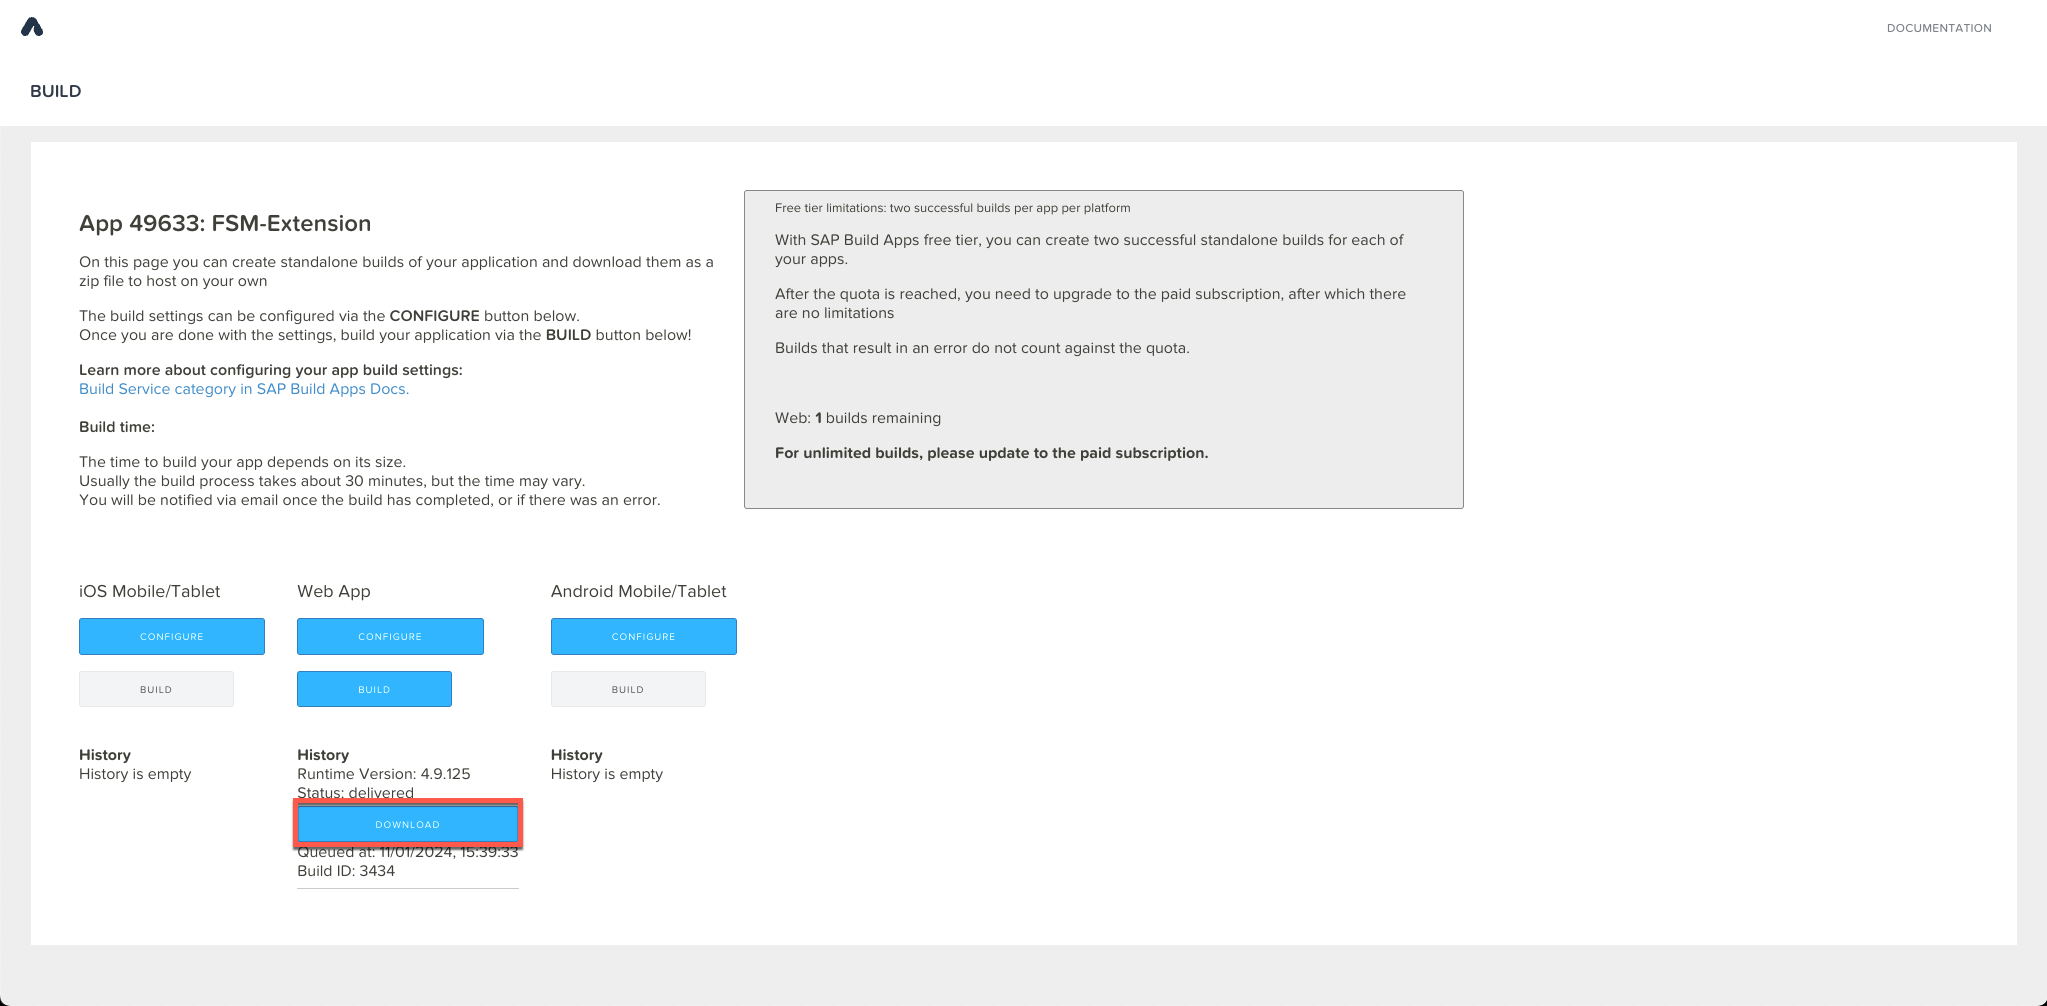 DOCUMENTATION
BUILD
App 49633: FSM-Extension
On this page you can create standalone builds of your application and download them as a
zip file to host on your own
The build settings can be configured via the CONFIGURE button below.
Once you are done with the settings, build your application via the BUILD button below!
Learn more about configuring your app build settings:
Build Service category in SAP Build Apps Docs.
Build time:
The time to build your app depends on its size.
Usually the build process takes about 30 minutes, but the time may vary.
You will be notified via email once the build has completed, or if there was an error.
Free tier limitations: two successful builds per app per platform
With SAP Build Apps free tier, you can create two successful standalone builds for each of
your apps.
After the quota is reached, you need to upgrade to the paid subscription, after which there
are no limitations
Builds that result in an error do not count against the quota.
Web: 1 builds remaining
For unlimited builds, please update to the paid subscription.
iOS Mobile/Tablet
CONFIGURE
BUILD
History
History is empty
Web App
CONFIGURE
BUILD
History
Runtime Version: 4.9.125
Status: delivered
DOWNLOAD
Queued at: 11/01/2024, 15:39:33
Build ID: 3434
Android Mobile/Tablet
CONFIGURE
BUILD
History
History is empty